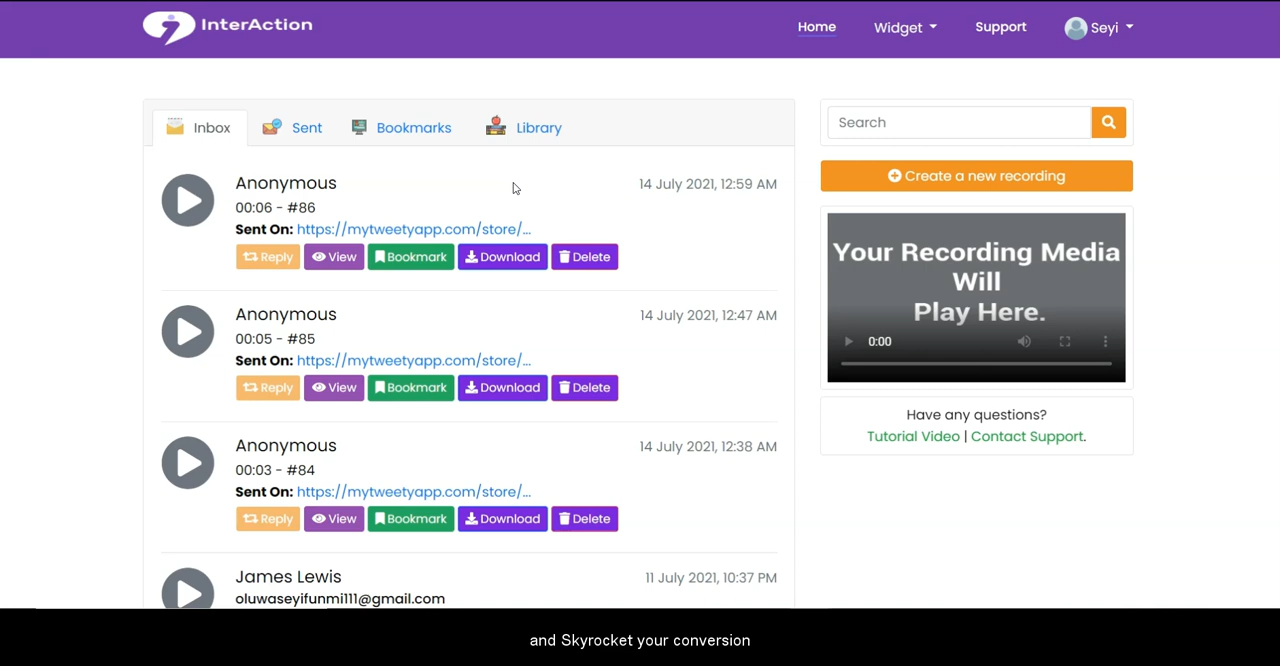 InterAction
Home
Widget
Support
Seyi
Inbox
Sent
Bookmarks
Library
Anonymous
14 July 2021, 12:59 AM
00:06 - #86
Sent On: https://mytweetyapp.com/store/...
Reply
View
Bookmark
Download
Delete
Anonymous
14 July 2021, 12:47 AM
00:05 - #85
Sent On: https://mytweetyapp.com/store/...
Reply
View
Bookmark
Download
Delete
Anonymous
14 July 2021, 12:38 AM
00:03 - #84
Sent On: https://mytweetyapp.com/store/...
Reply
View
Bookmark
Download
Delete
James Lewis
11 July 2021, 10:37 PM
oluwaseyifunmi111@gmail.com
Search
Create a new recording
Your Recording Media
Will
Play Here.
0:00
Have any questions?
Tutorial Video | Contact Support.
and Skyrocket your conversion